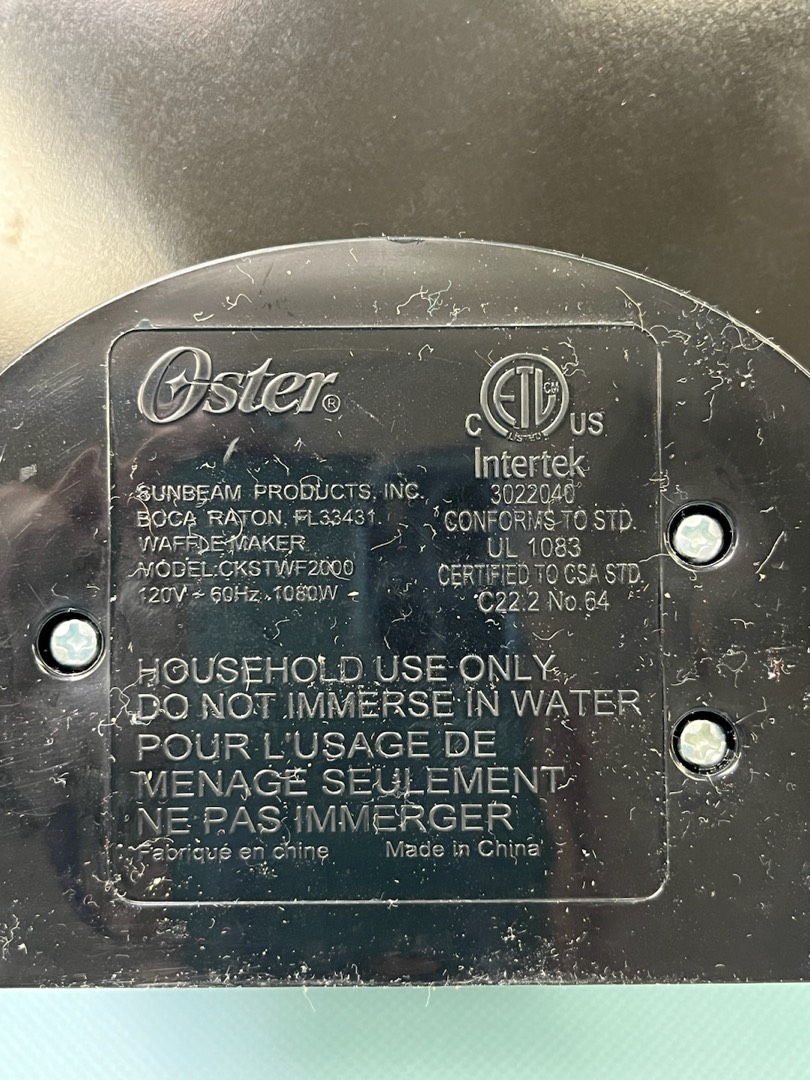 Oster®
SUNBEAM PRODUCTS, INC.
BOCA RATON, FL33431
WAFFLE MAKER
MODEL:CKSTWF2000
120V ~ 60Hz 1080W
ETL CM
LISTED
C US
Intertek
3022040
CONFORMS TO STD.
UL 1083
CERTIFIED TO CSA STD.
C22.2 No.64
HOUSEHOLD USE ONLY
DO NOT IMMERSE IN WATER
POUR L'USAGE DE
MENAGE SEULEMENT
NE PAS IMMERGER
Fabriqué en chine Made in China